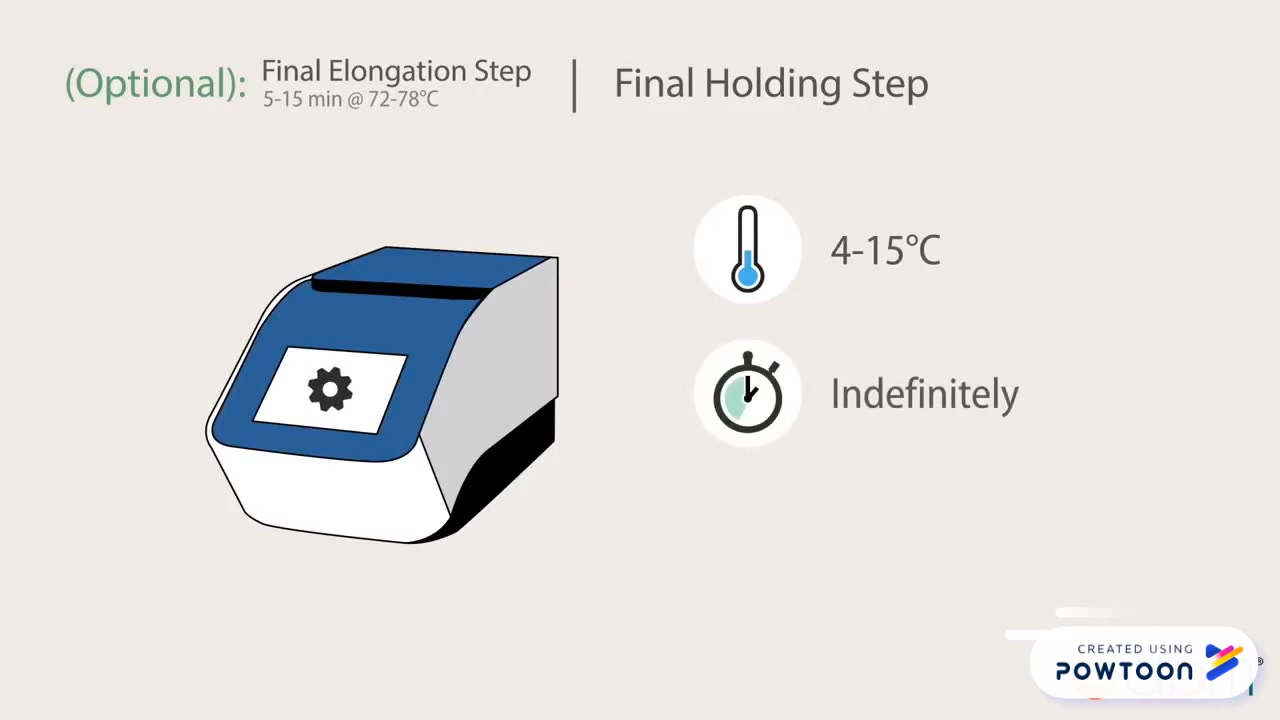 (Optional):
Final Elongation Step
5-15 min @ 72-78°C
Final Holding Step
4-15°C
Indefinitely
CREATED USING
POWTOON